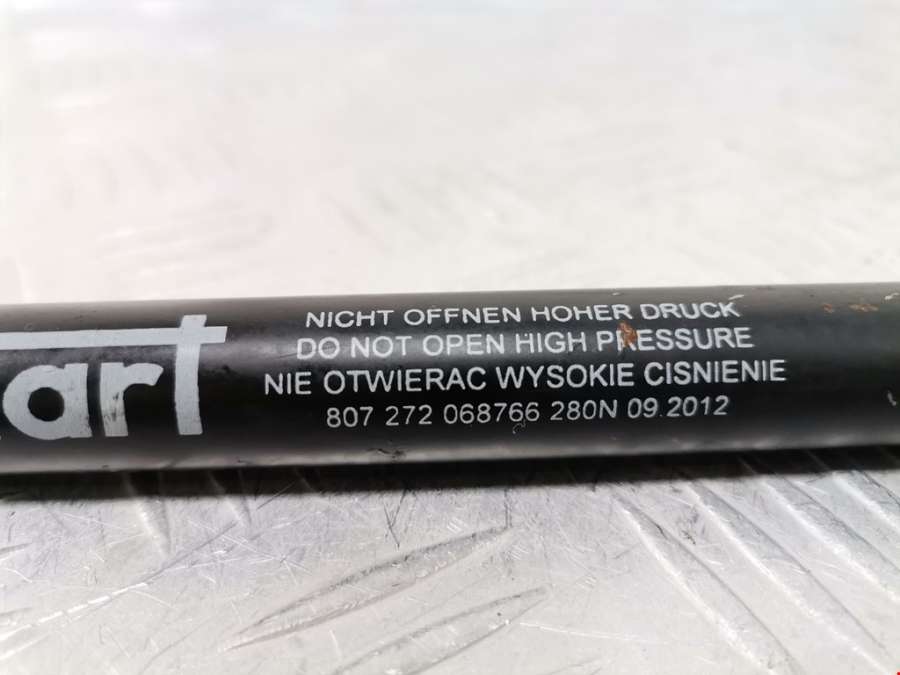 art
NICHT OFFNEN HOHER DRUCK
DO NOT OPEN HIGH PRESSURE
NIE OTWIERAC WYSOKIE CISNIENIE
807 272 068766 280N 09.2012